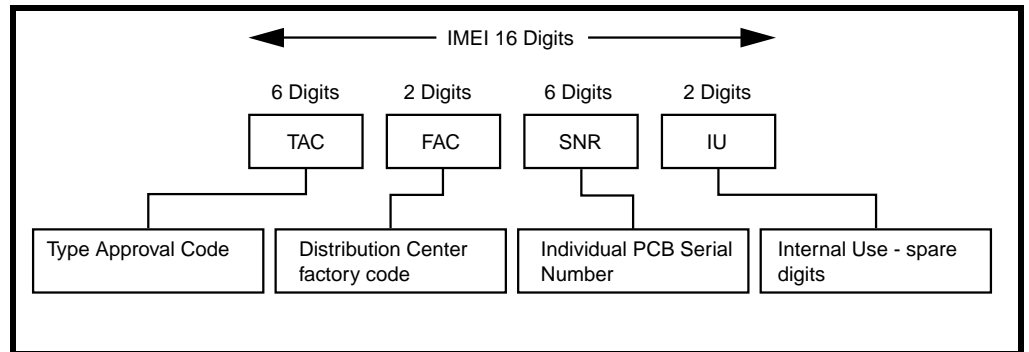 IMEI 16 Digits
6 Digits
2 Digits
6 Digits
2 Digits
TAC
FAC
SNR
IU
Type Approval Code
Distribution Center
factory code
Individual PCB Serial
Number
Internal Use - spare
digits